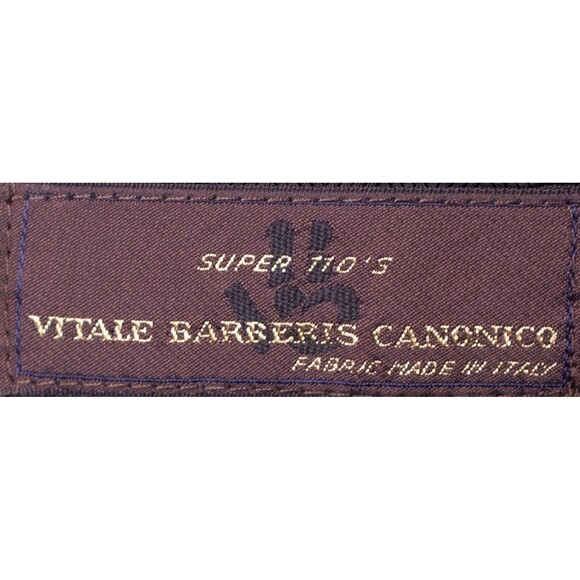 SUPER 110'S
VITALE BARBERIS CANONICO
FABRIC MADE IN ITALY